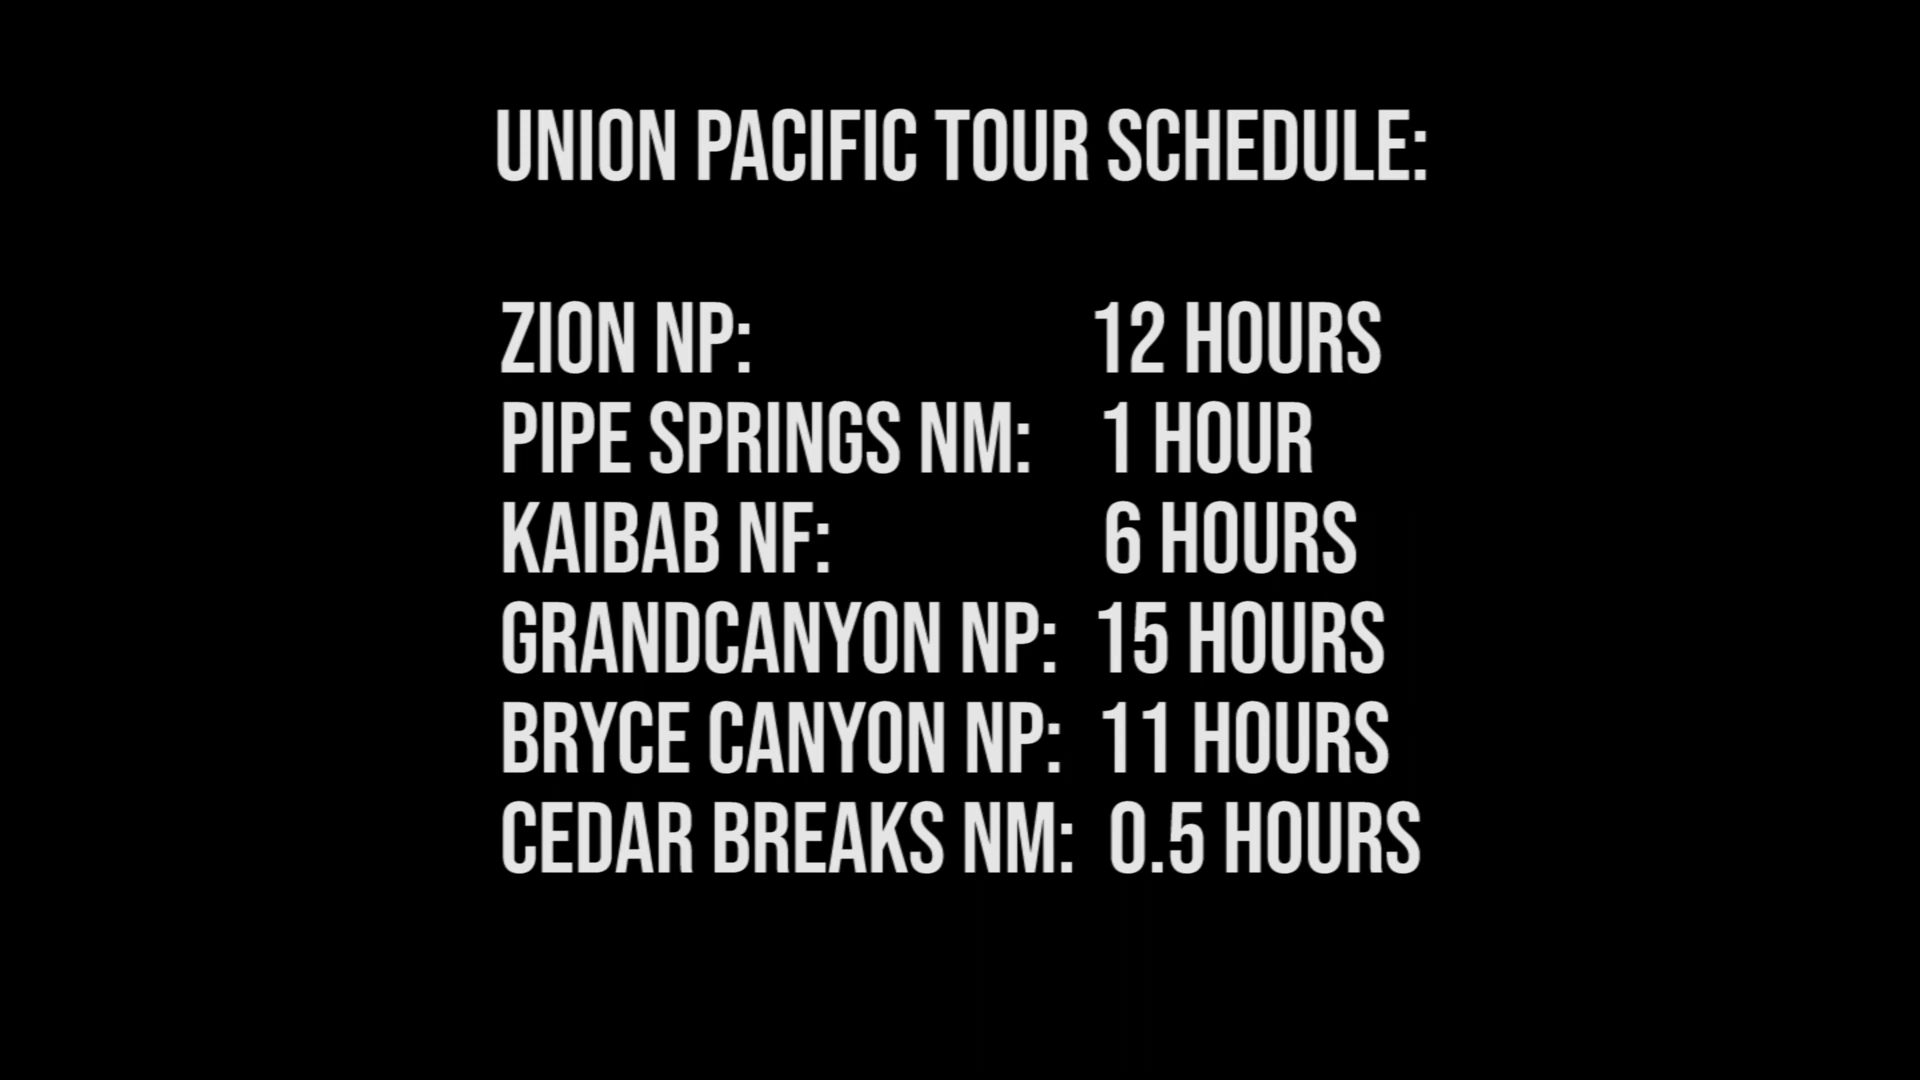 UNION PACIFIC TOUR SCHEDULE:
ZION NP: 12 HOURS
PIPE SPRINGS NM: 1 HOUR
KAIBAB NF: 6 HOURS
GRANDCANYON NP: 15 HOURS
BRYCE CANYON NP: 11 HOURS
CEDAR BREAKS NM: 0.5 HOURS